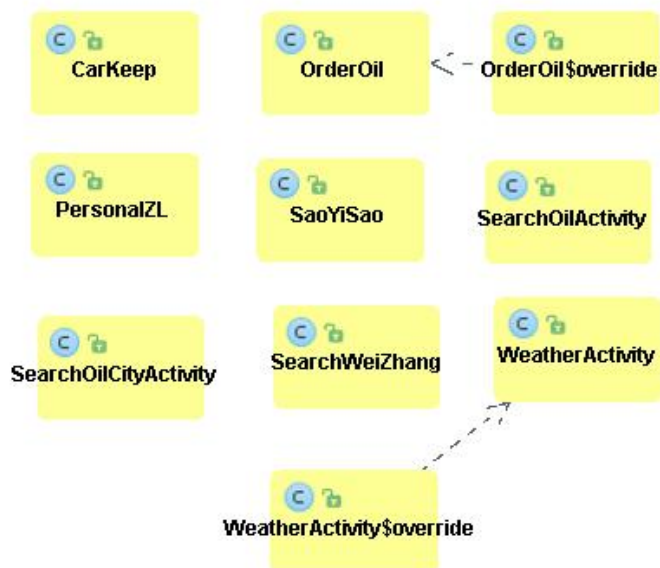 C
CarKeep
C
OrderOil
C
OrderOil$override
C
PersonalZL
C
SaoYiSao
C
SearchOilActivity
C
SearchOilCityActivity
C
SearchWeiZhang
C
WeatherActivity
C
WeatherActivity$override